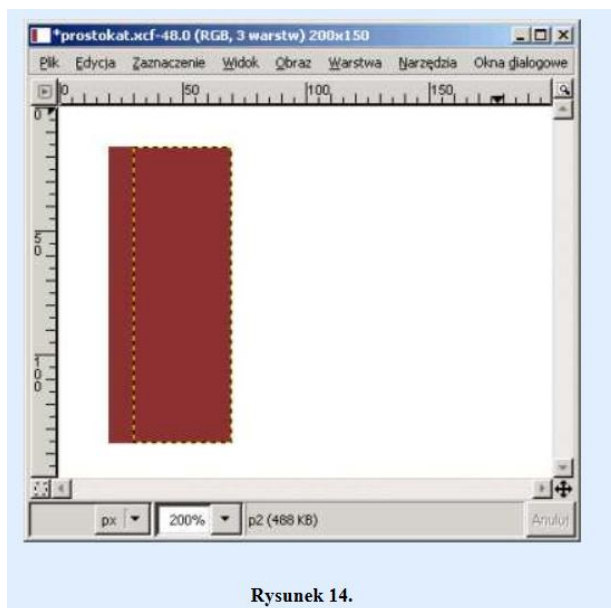 *prostokat.xcf-48.0 (RGB, 3 warstw) 200x150
Plik Edycja Zaznaczenie Widok Obraz Warstwa Narzędzia Okna dialogowe
0 50 100 150
0
50
100
px 200% p2 (488 KB) Anuluj
Rysunek 14.